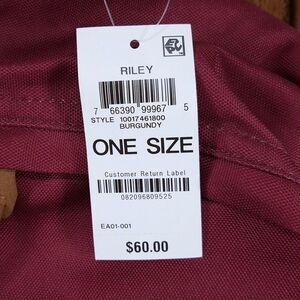 RILEY
7 66390 99967 5
STYLE 10017461800
BURGUNDY
ONE SIZE
Customer Return Label
082096809525
EA01-001
$60.00